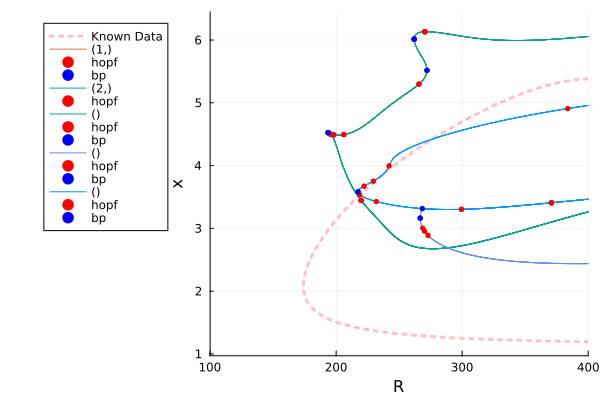 Known Data
(1,)
hopf
bp
(2,)
hopf
()
hopf
bp
()
hopf
bp
()
hopf
bp
6
5
4
3
2
1
x
100
200
300
400
R